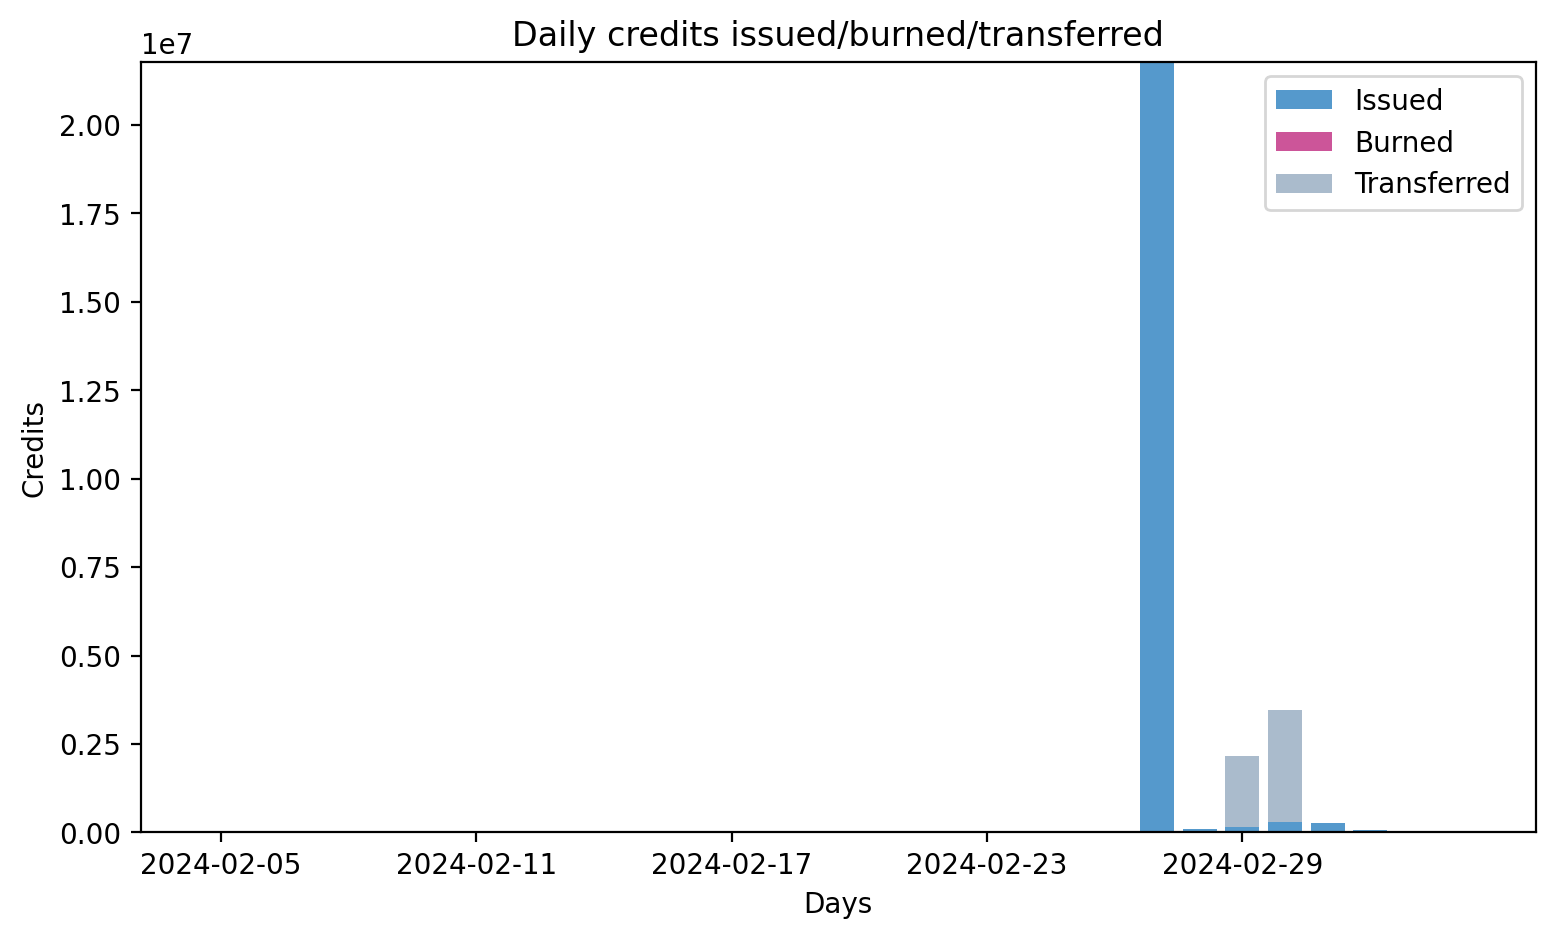 Daily credits issued/burned/transferred
1e7
2.00
1.75
1.50
1.25
1.00
0.75
0.50
0.25
0.00
Credits
Issued
Burned
Transferred
2024-02-05 2024-02-11 2024-02-17 2024-02-23 2024-02-29
Days